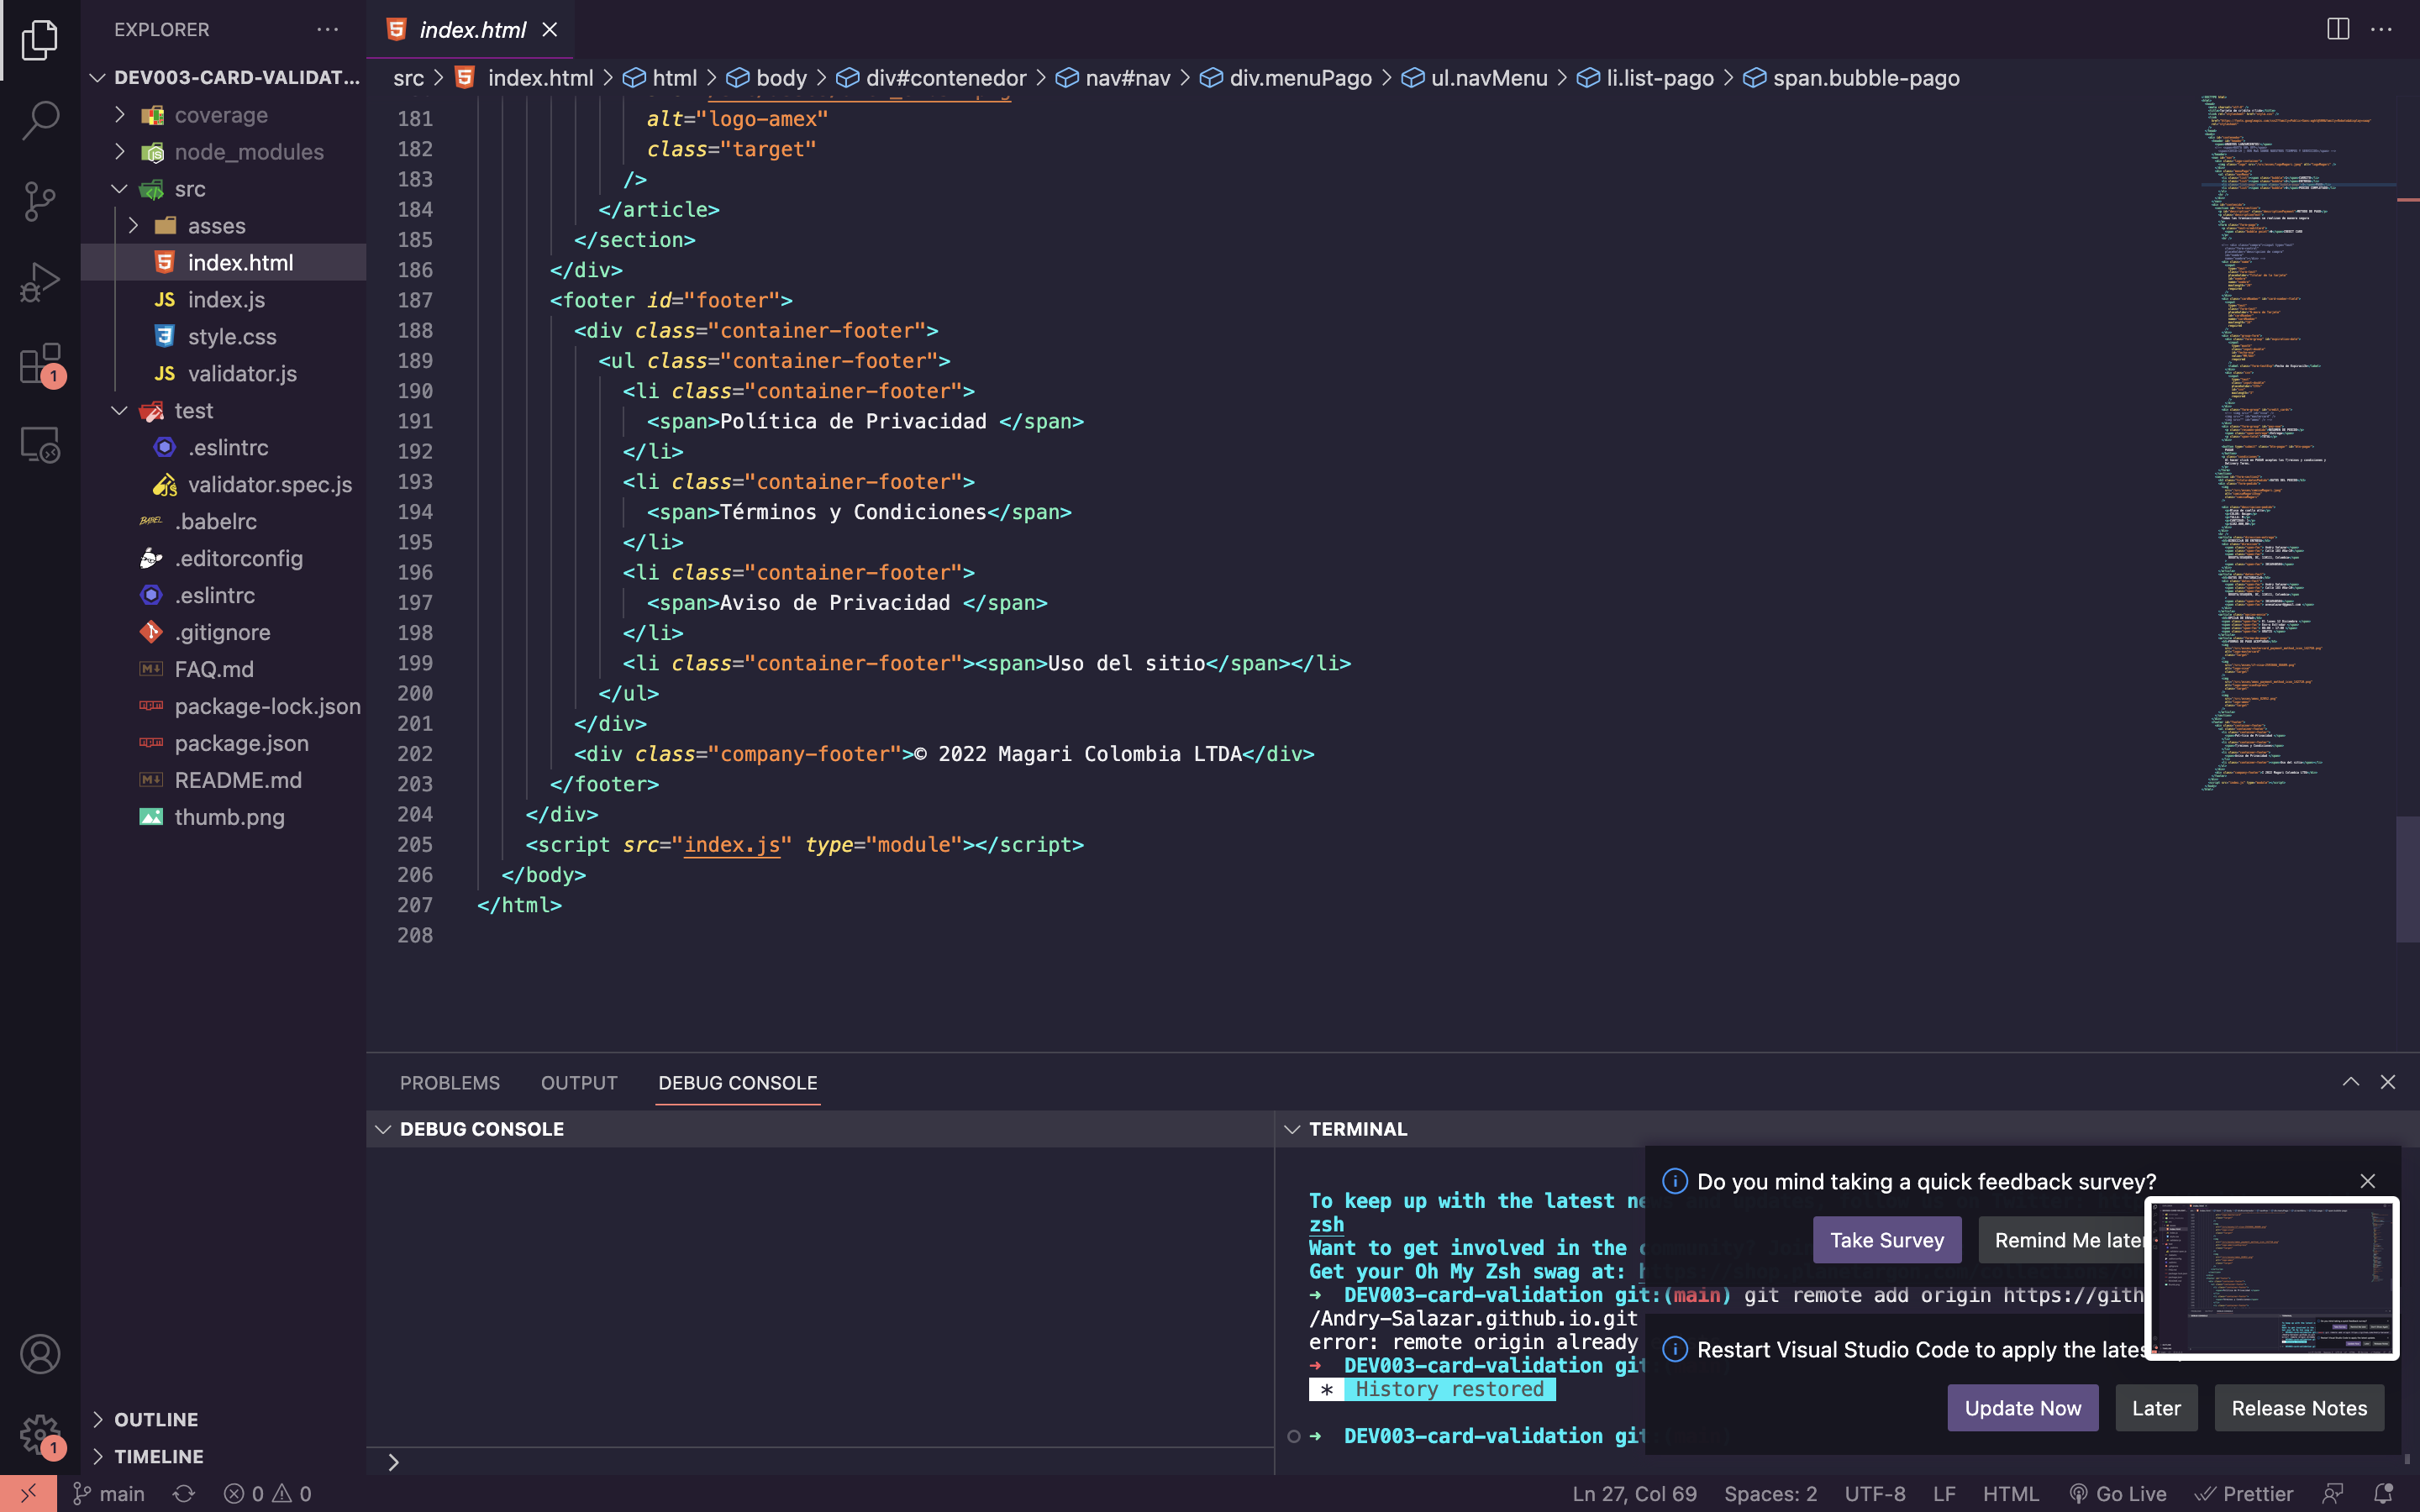 EXPLORER
index.html
DEV003-CARD-VALIDAT...
src > index.html > html > body > div#contenedor > nav#nav > div.menuPago > ul.navMenu > li.list-pago > span.bubble-pago
coverage
node_modules
src
asses
index.html
JS index.js
style.css
JS validator.js
test
.eslintrc
validator.spec.js
.babelrc
.editorconfig
.eslintrc
.gitignore
FAQ.md
package-lock.json
package.json
README.md
thumb.png
OUTLINE
TIMELINE
181 alt="logo-amex"
182 class="target"
183 />
184 </article>
185 </section>
186 </div>
187 <footer id="footer">
188 <div class="container-footer">
189 <ul class="container-footer">
190 <li class="container-footer">
191 <span>Política de Privacidad </span>
192 </li>
193 <li class="container-footer">
194 <span>Términos y Condiciones</span>
195 </li>
196 <li class="container-footer">
197 <span>Aviso de Privacidad </span>
198 </li>
199 <li class="container-footer"><span>Uso del sitio</span></li>
200 </ul>
201 </div>
202 <div class="company-footer">© 2022 Magari Colombia LTDA</div>
203 </footer>
204 </div>
205 <script src="index.js" type="module"></script>
206 </body>
207 </html>
208
PROBLEMS OUTPUT DEBUG CONSOLE
DEBUG CONSOLE
TERMINAL
To keep up with the latest
zsh
Want to get involved in the
Get your Oh My Zsh swag at:
→ DEV003-card-validation git:(main) git remote add origin https://gith
/Andry-Salazar.github.io.git
error: remote origin already
→ DEV003-card-validation git
* History restored
→ DEV003-card-validation git
Do you mind taking a quick feedback survey?
Take Survey Remind Me later
Restart Visual Studio Code to apply the
Update Now Later Release Notes
1
1
main 0 0
Ln 27, Col 69 Spaces: 2 UTF-8 LF HTML Go Live Prettier